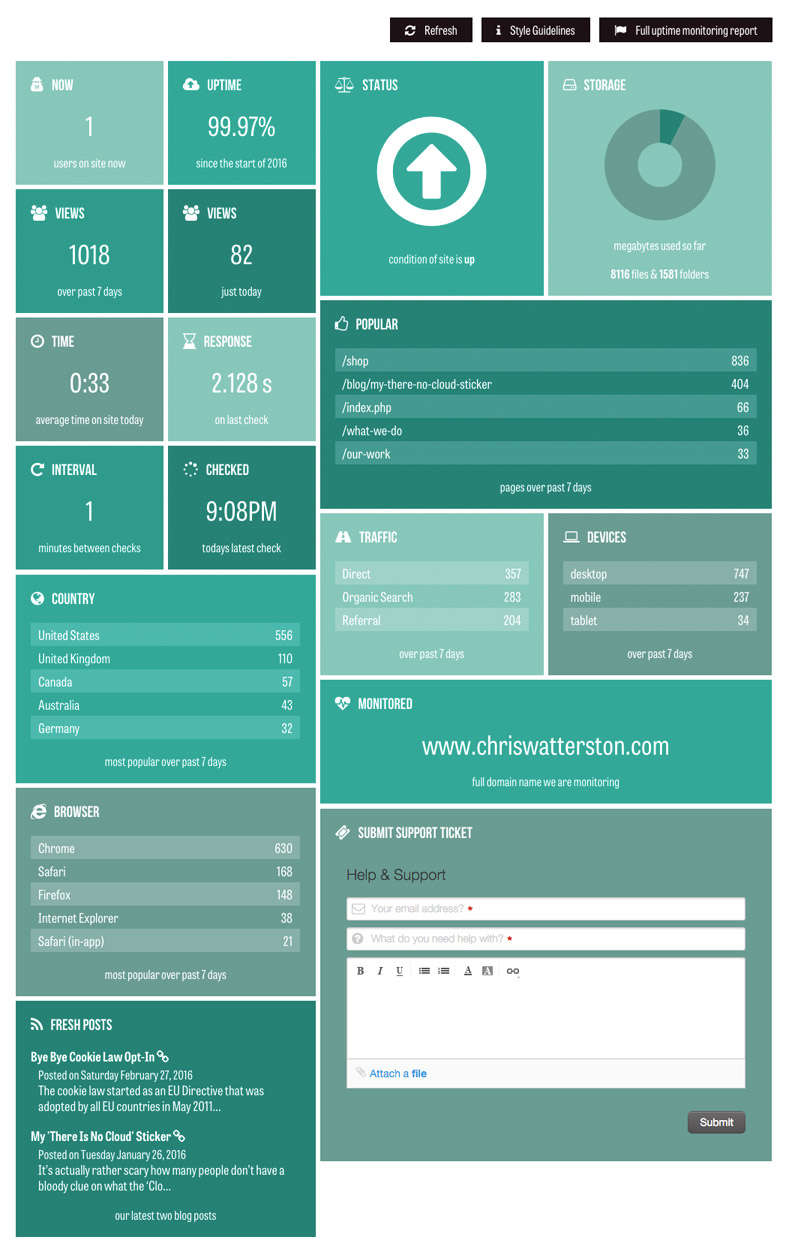 Refresh
Style Guidelines
Full uptime monitoring report
NOW
1
users on site now
UPTIME
99.97%
since the start of 2016
STATUS
condition of site is up
STORAGE
megabytes used so far
8116 files & 1581 folders
VIEWS
1018
over past 7 days
VIEWS
82
just today
TIME
0:33
average time on site today
RESPONSE
2.128 s
on last check
POPULAR
/shop 836
/blog/my-there-no-cloud-sticker 404
/index.php 66
/what-we-do 36
/our-work 33
pages over past 7 days
INTERVAL
1
minutes between checks
CHECKED
9:08PM
todays latest check
TRAFFIC
Direct 357
Organic Search 283
Referral 204
over past 7 days
DEVICES
desktop 747
mobile 237
tablet 34
over past 7 days
COUNTRY
United States 556
United Kingdom 110
Canada 57
Australia 43
Germany 32
most popular over past 7 days
MONITORED
www.chriswatterston.com
full domain name we are monitoring
BROWSER
Chrome 630
Safari 168
Firefox 148
Internet Explorer 38
Safari (in-app) 21
most popular over past 7 days
SUBMIT SUPPORT TICKET
Help & Support
Your email address? *
What do you need help with? *
B I U A A
Attach a file
Submit
FRESH POSTS
Bye Bye Cookie Law Opt-In
Posted on Saturday February 27, 2016
The cookie law started as an EU Directive that was
adopted by all EU countries in May 2011...
My 'There Is No Cloud' Sticker
Posted on Tuesday January 26, 2016
It's actually rather scary how many people don't have a
bloody clue on what the 'Clo...
our latest two blog posts